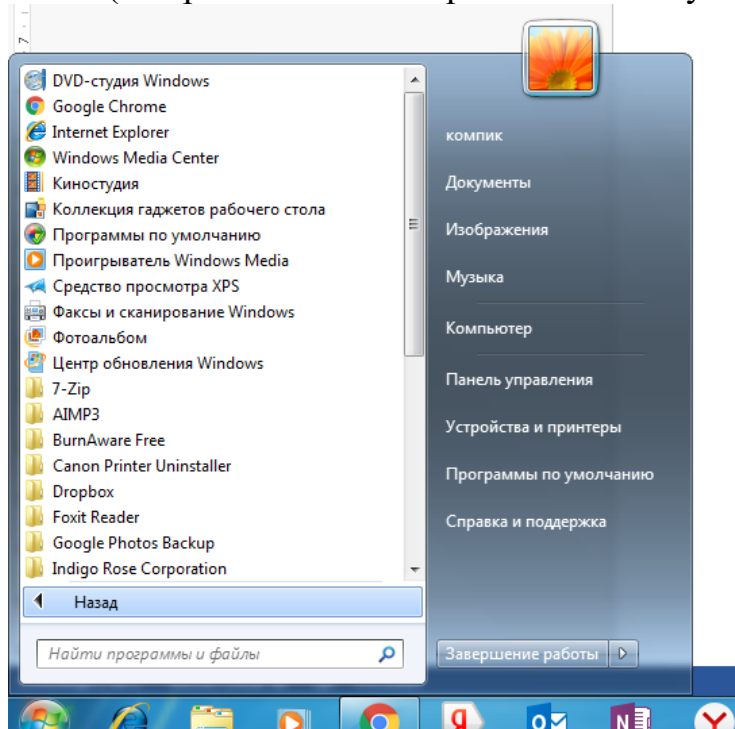 DVD-студия Windows
Google Chrome
Internet Explorer
Windows Media Center
Киностудия
Коллекция гаджетов рабочего стола
Программы по умолчанию
Проигрыватель Windows Media
Средство просмотра XPS
Факсы и сканирование Windows
Фотоальбом
Центр обновления Windows
7-Zip
AIMP3
BurnAware Free
Canon Printer Uninstaller
Dropbox
Foxit Reader
Google Photos Backup
Indigo Rose Corporation
Назад
Найти программы и файлы
компик
Документы
Изображения
Музыка
Компьютер
Панель управления
Устройства и принтеры
Программы по умолчанию
Справка и поддержка
Завершение работы